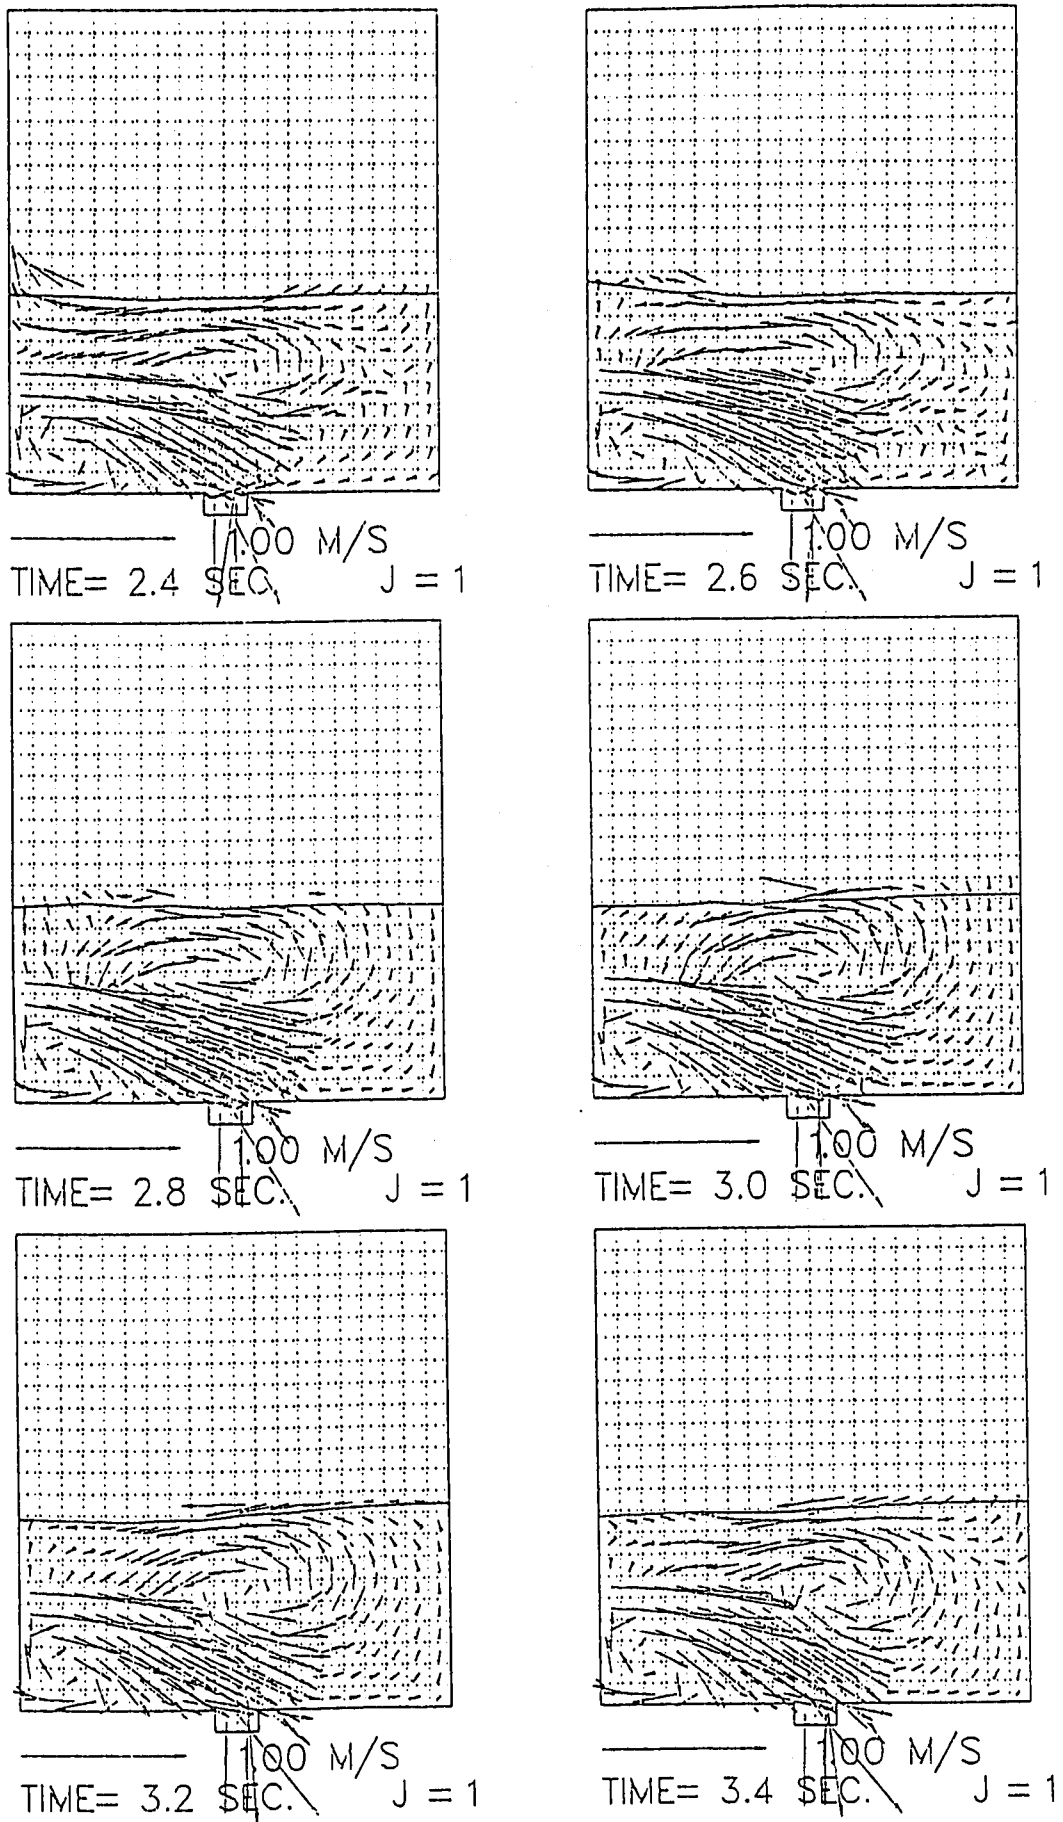 1.00 M/S
TIME= 2.4 SEC. J = 1
1.00 M/S
TIME= 2.6 SEC. J = 1
1.00 M/S
TIME= 2.8 SEC. J = 1
1.00 M/S
TIME= 3.0 SEC. J = 1
1.00 M/S
TIME= 3.2 SEC. J = 1
1.00 M/S
TIME= 3.4 SEC. J = 1